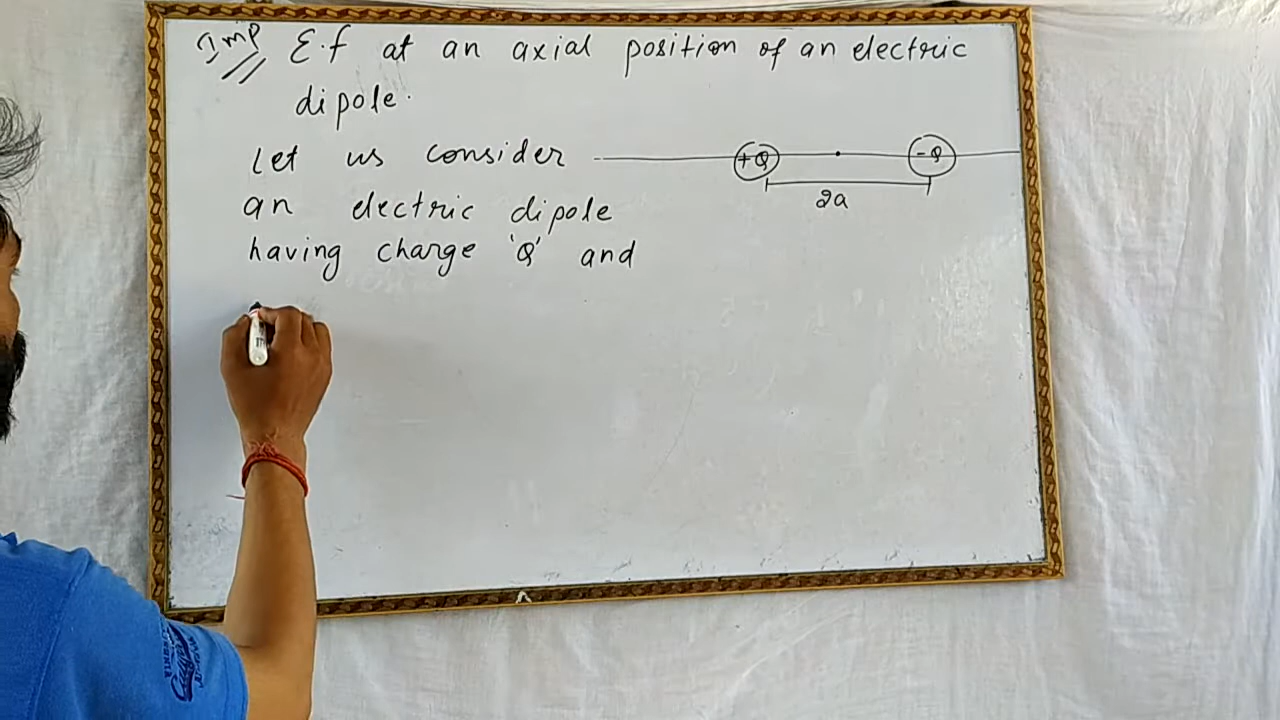 Imp E.f at an axial position of an electric
dipole.
Let us consider
an electric dipole
having charge 'Q' and
+Q
-Q
2a